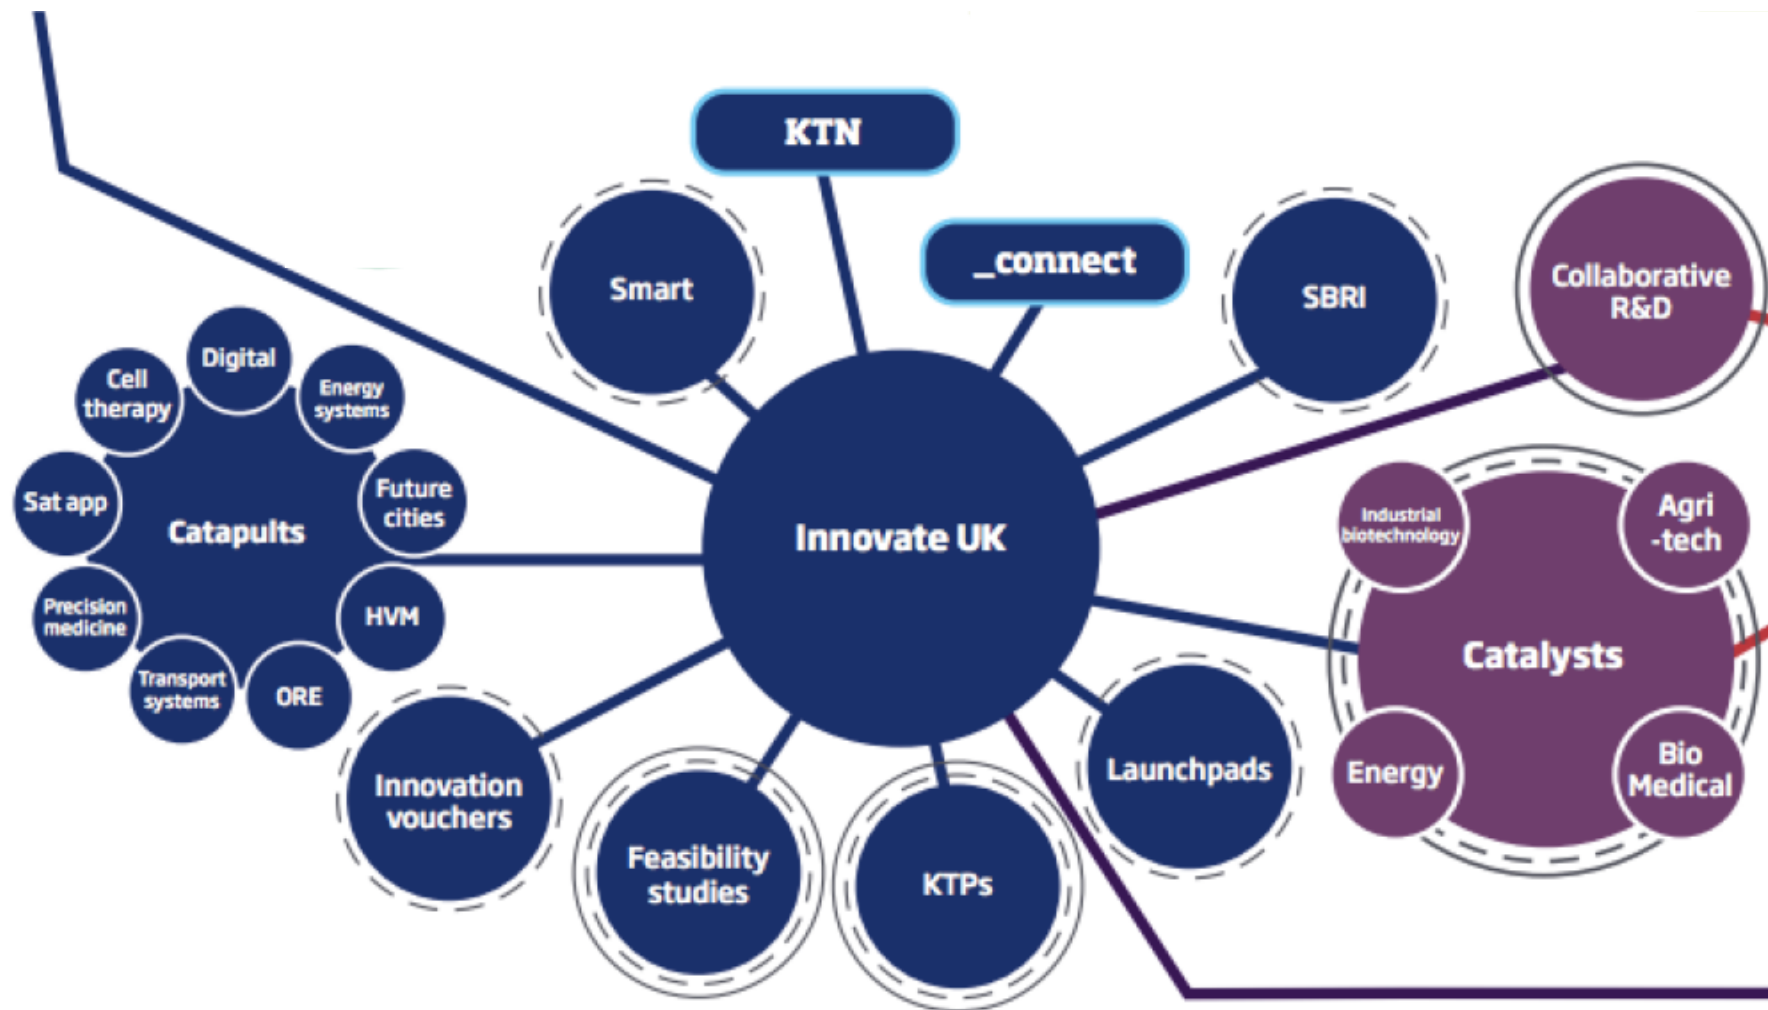 KTN
_connect
Smart
SBRI
Collaborative
R&D
Digital
Cell
therapy
Energy
systems
Sat app
Future
cities
Catapults
Innovate UK
Industrial
biotechnology
Agri
-tech
Precision
medicine
HVM
Catalysts
Transport
systems
ORE
Innovation
vouchers
Launchpads
Energy
Bio
Medical
Feasibility
studies
KTPs